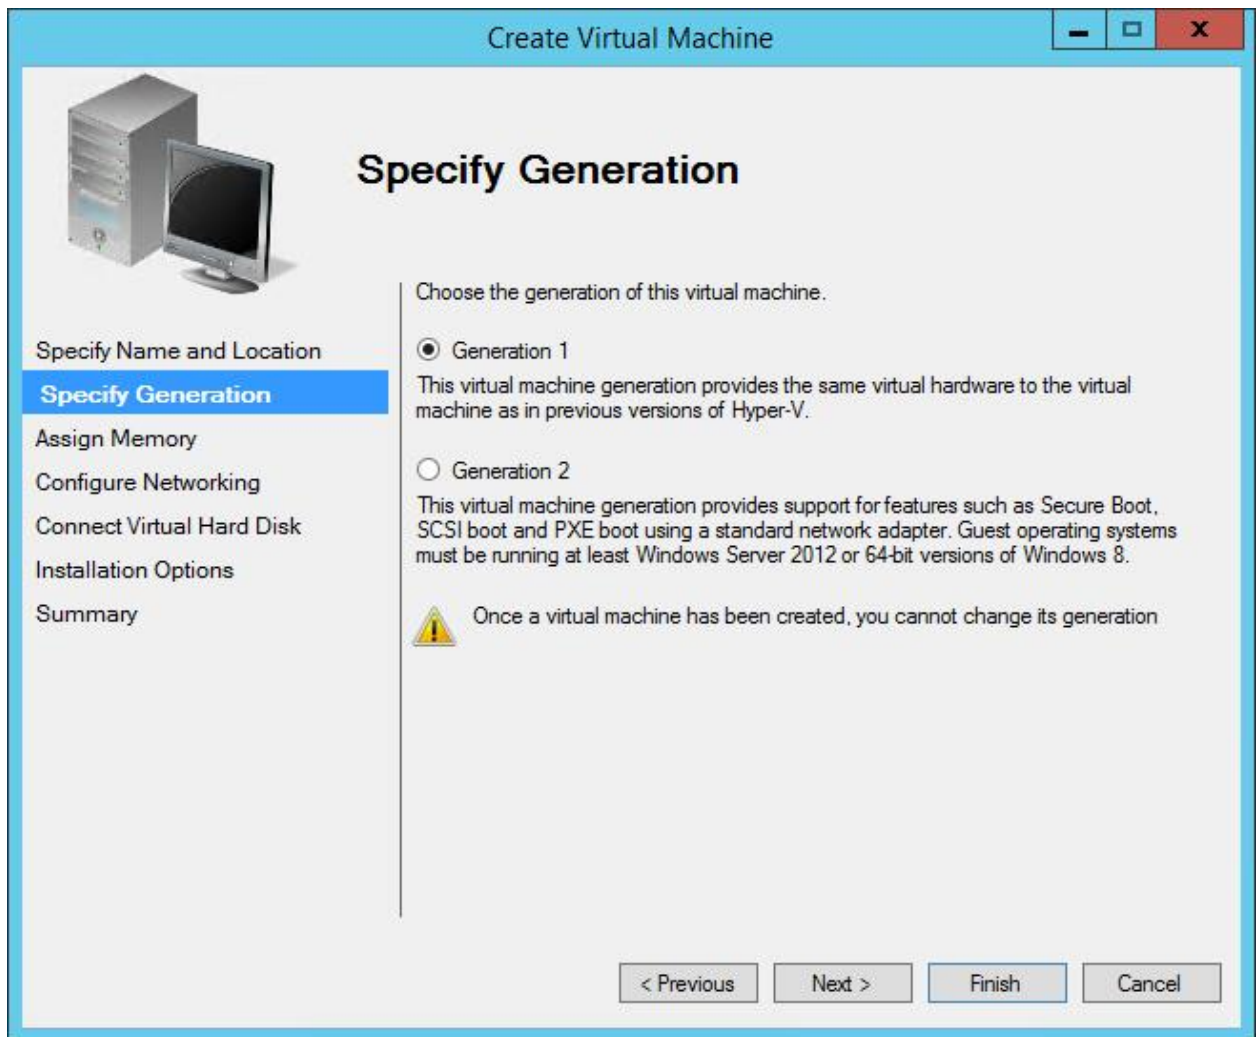 Create Virtual Machine
Specify Generation
Specify Name and Location
Specify Generation
Assign Memory
Configure Networking
Connect Virtual Hard Disk
Installation Options
Summary
Choose the generation of this virtual machine.
Generation 1
This virtual machine generation provides the same virtual hardware to the virtual
machine as in previous versions of Hyper-V.
Generation 2
This virtual machine generation provides support for features such as Secure Boot,
SCSI boot and PXE boot using a standard network adapter. Guest operating systems
must be running at least Windows Server 2012 or 64-bit versions of Windows 8.
Once a virtual machine has been created, you cannot change its generation
< Previous
Next >
Finish
Cancel